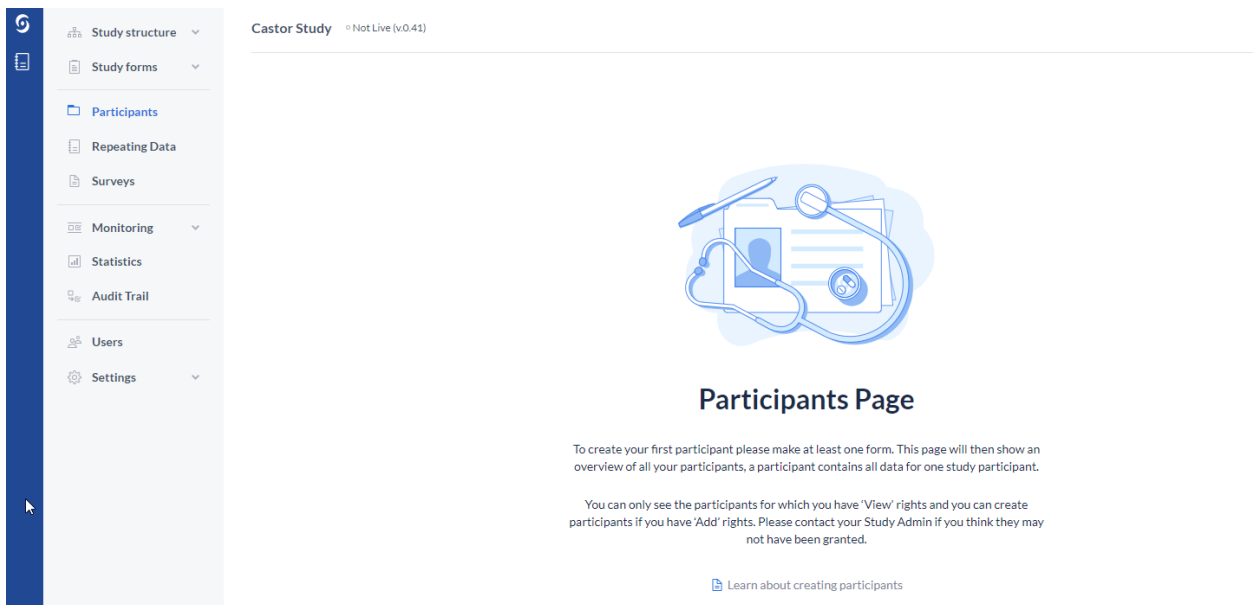 Castor Study
Not Live (v.0.41)
Study structure
Study forms
Participants
Repeating Data
Surveys
Monitoring
Statistics
Audit Trail
Users
Settings
Participants Page
To create your first participant please make at least one form. This page will then show an
overview of all your participants, a participant contains all data for one study participant.
You can only see the participants for which you have ‘View’ rights and you can create
participants if you have ‘Add’ rights. Please contact your Study Admin if you think they may
not have been granted.
Learn about creating participants